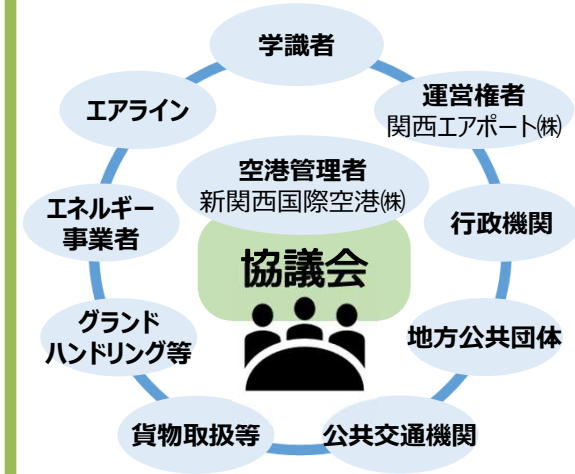 学識者
エアライン
運営権者
関西エアポート㈱
空港管理者
新関西国際空港㈱
エネルギー
事業者
行政機関
協議会
グランド
ハンドリング等
地方公共団体
貨物取扱等
公共交通機関